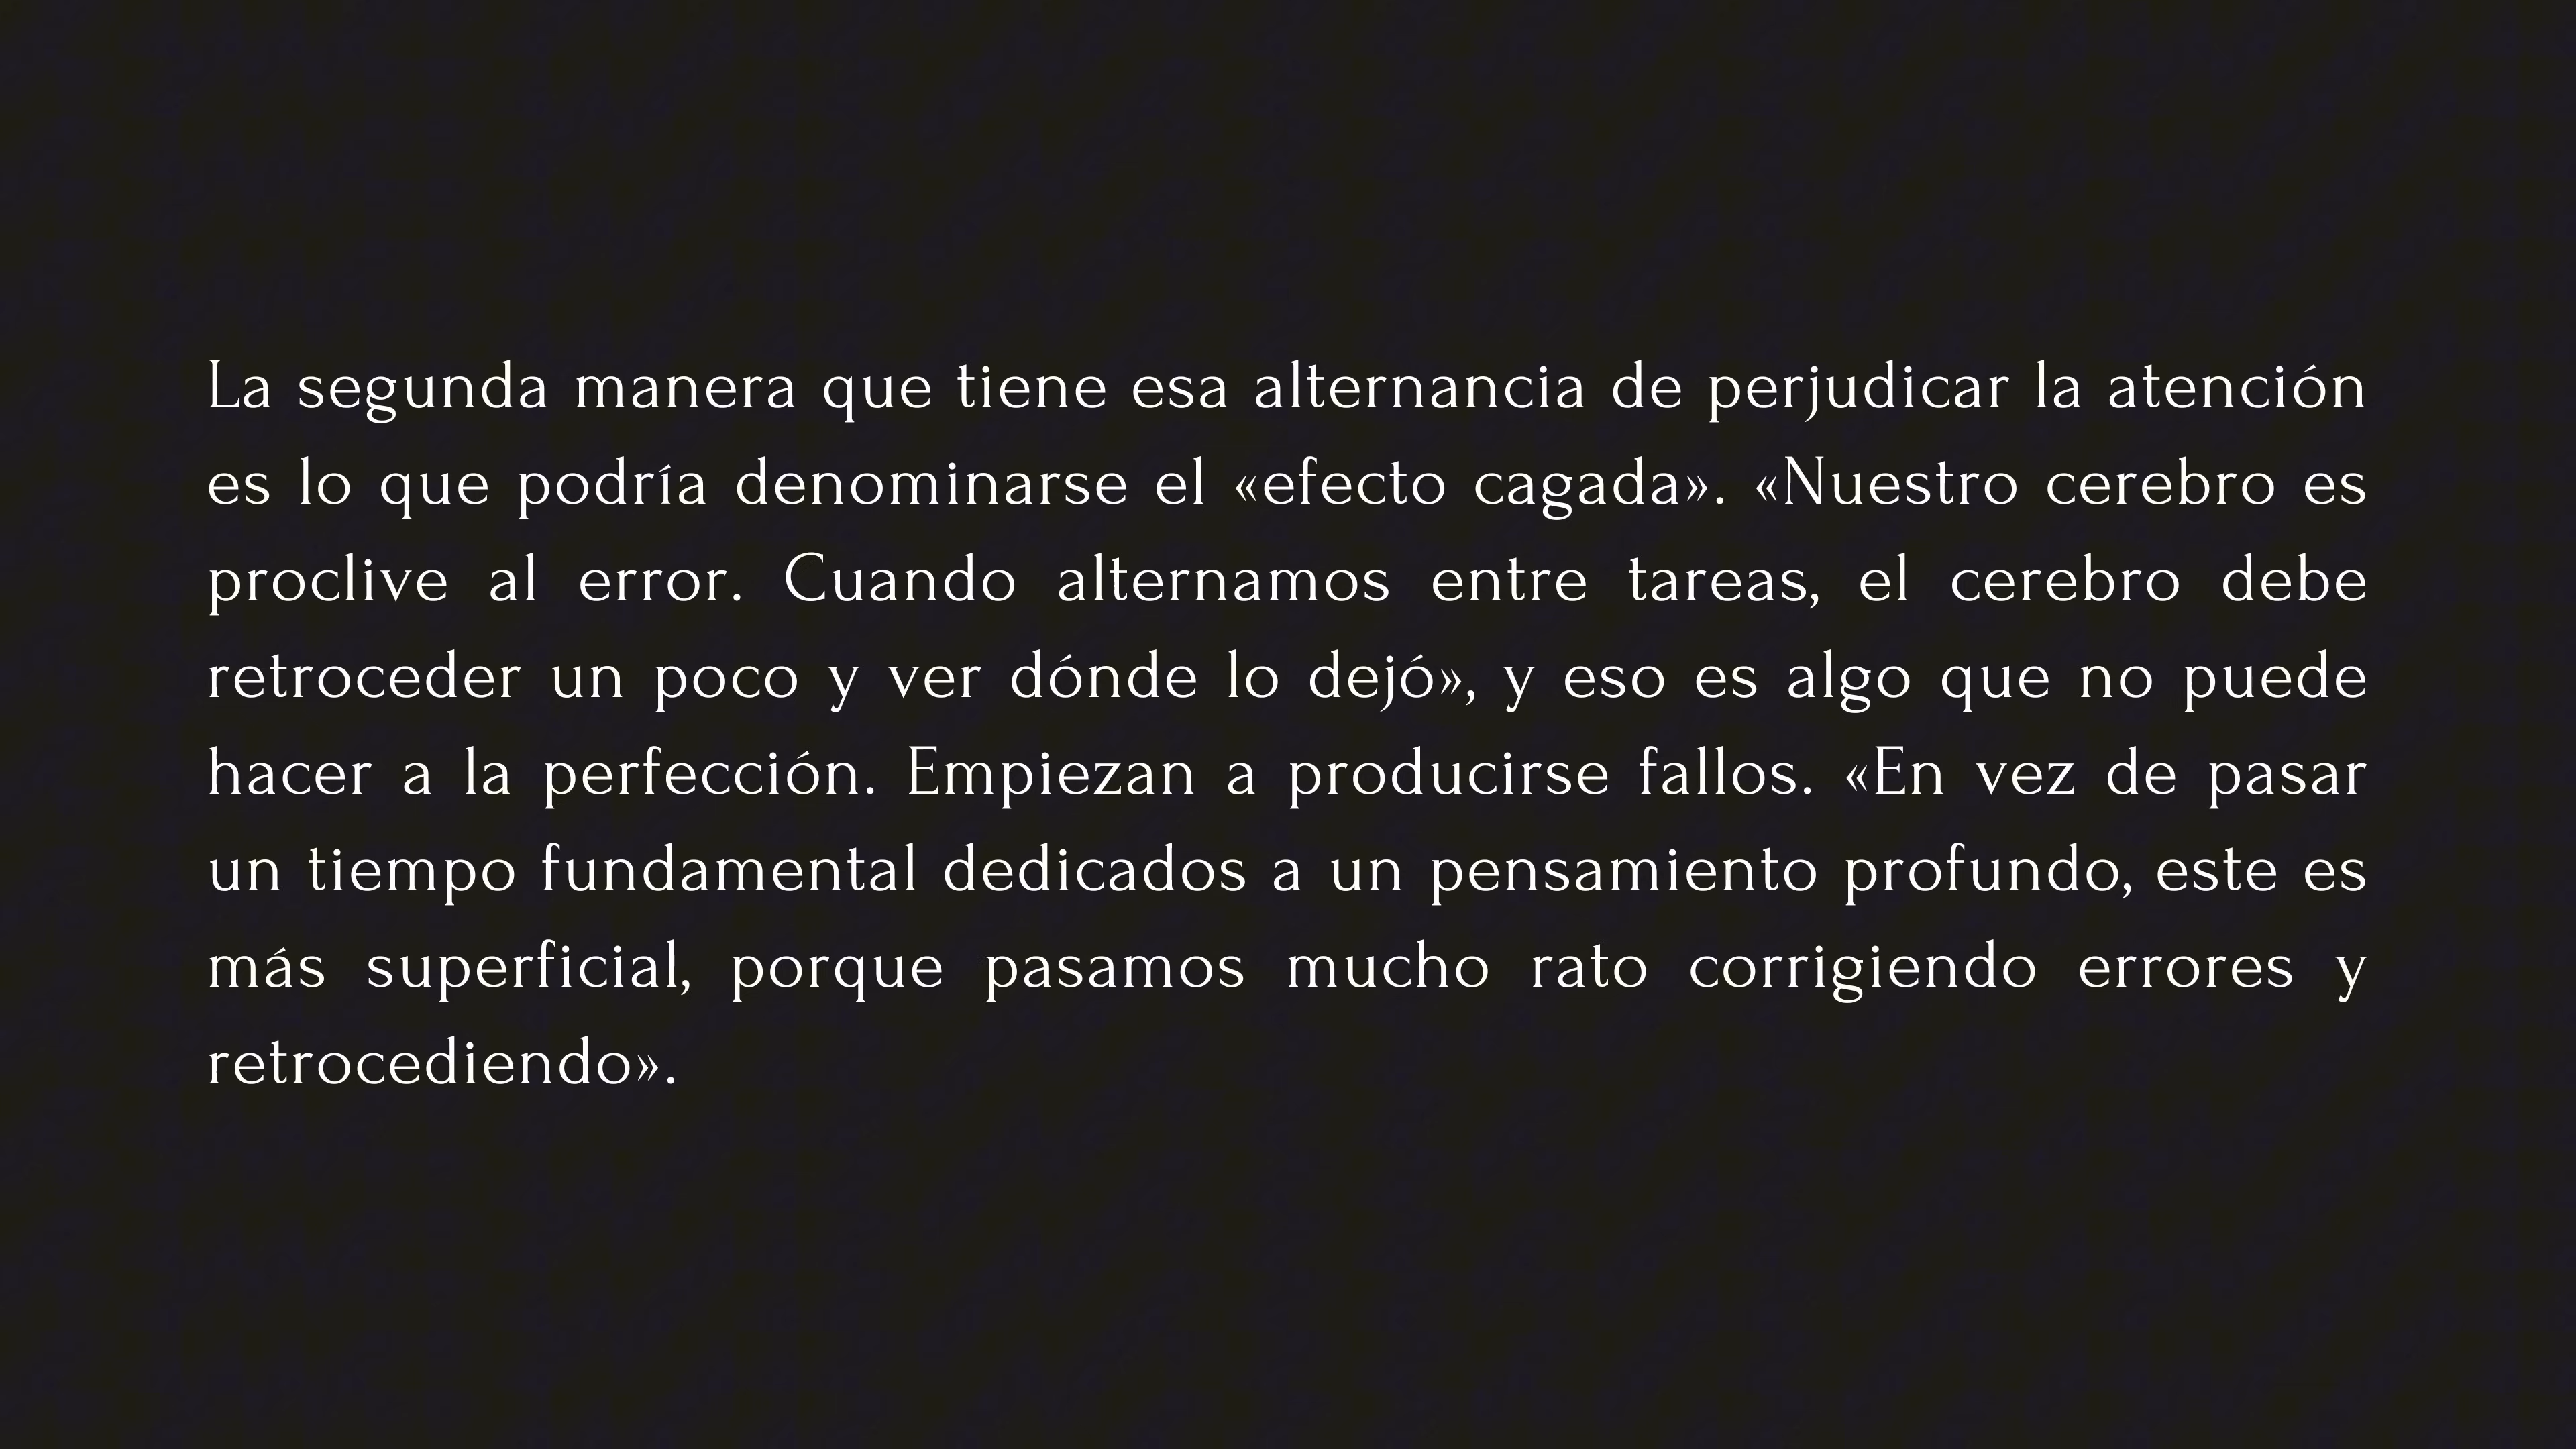 La segunda manera que tiene esa alternancia de perjudicar la atención
es lo que podría denominarse el «efecto cagada». «Nuestro cerebro es
proclive al error. Cuando alternamos entre tareas, el cerebro debe
retroceder un poco y ver dónde lo dejó», y eso es algo que no puede
hacer a la perfección. Empiezan a producirse fallos. «En vez de pasar
un tiempo fundamental dedicados a un pensamiento profundo, este es
más superficial, porque pasamos mucho rato corrigiendo errores y
retrocediendo».